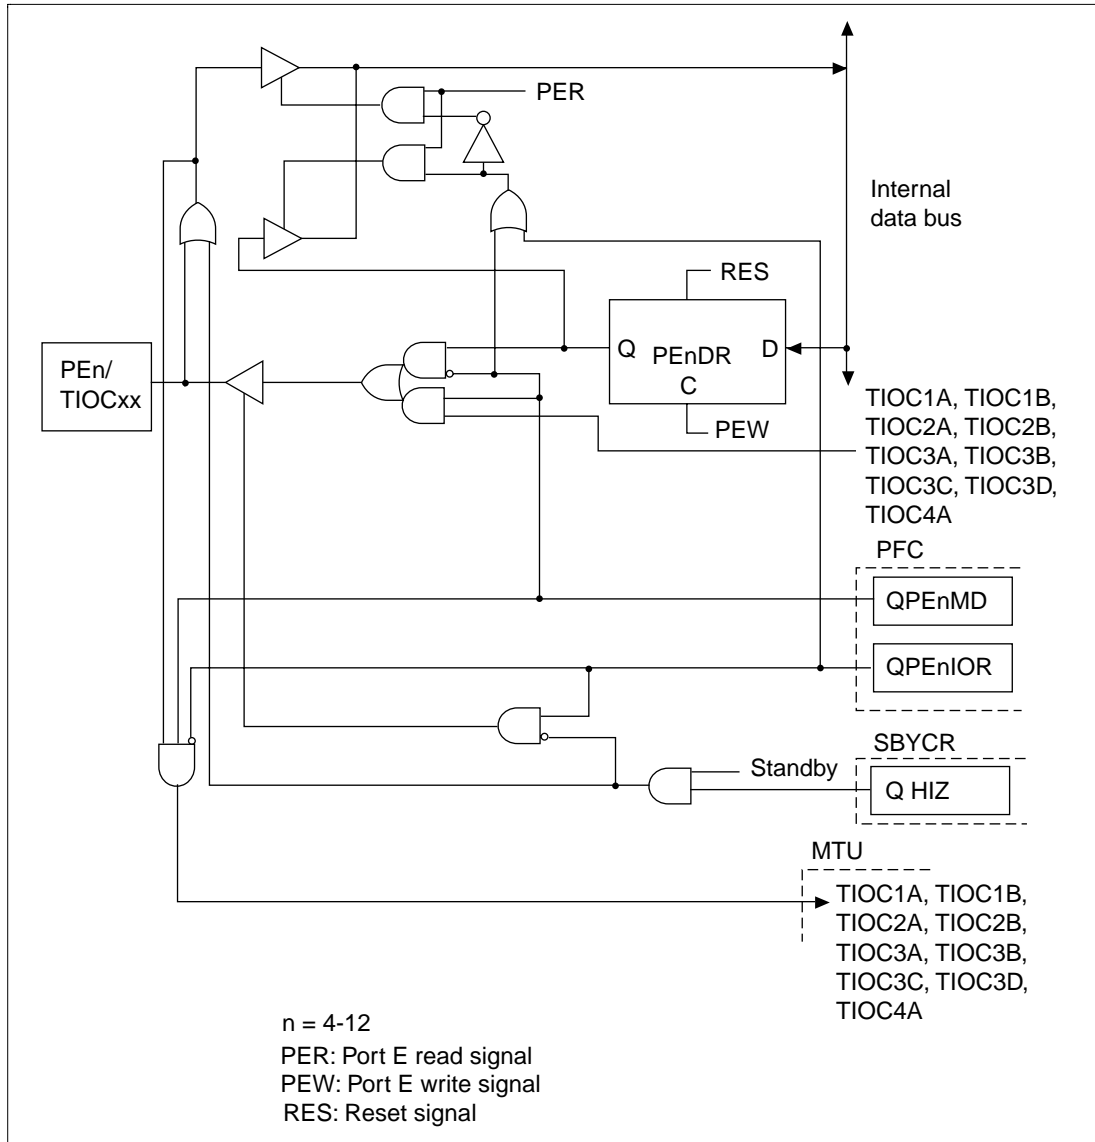 PER
Internal
data bus
RES
Q PEnDR D
C
PEn/
TIOCxx
PEW
TIOC1A, TIOC1B,
TIOC2A, TIOC2B,
TIOC3A, TIOC3B,
TIOC3C, TIOC3D,
TIOC4A
PFC
QPEnMD
QPEnIOR
SBYCR
Standby
Q HIZ
MTU
TIOC1A, TIOC1B,
TIOC2A, TIOC2B,
TIOC3A, TIOC3B,
TIOC3C, TIOC3D,
TIOC4A
n = 4-12
PER: Port E read signal
PEW: Port E write signal
RES: Reset signal